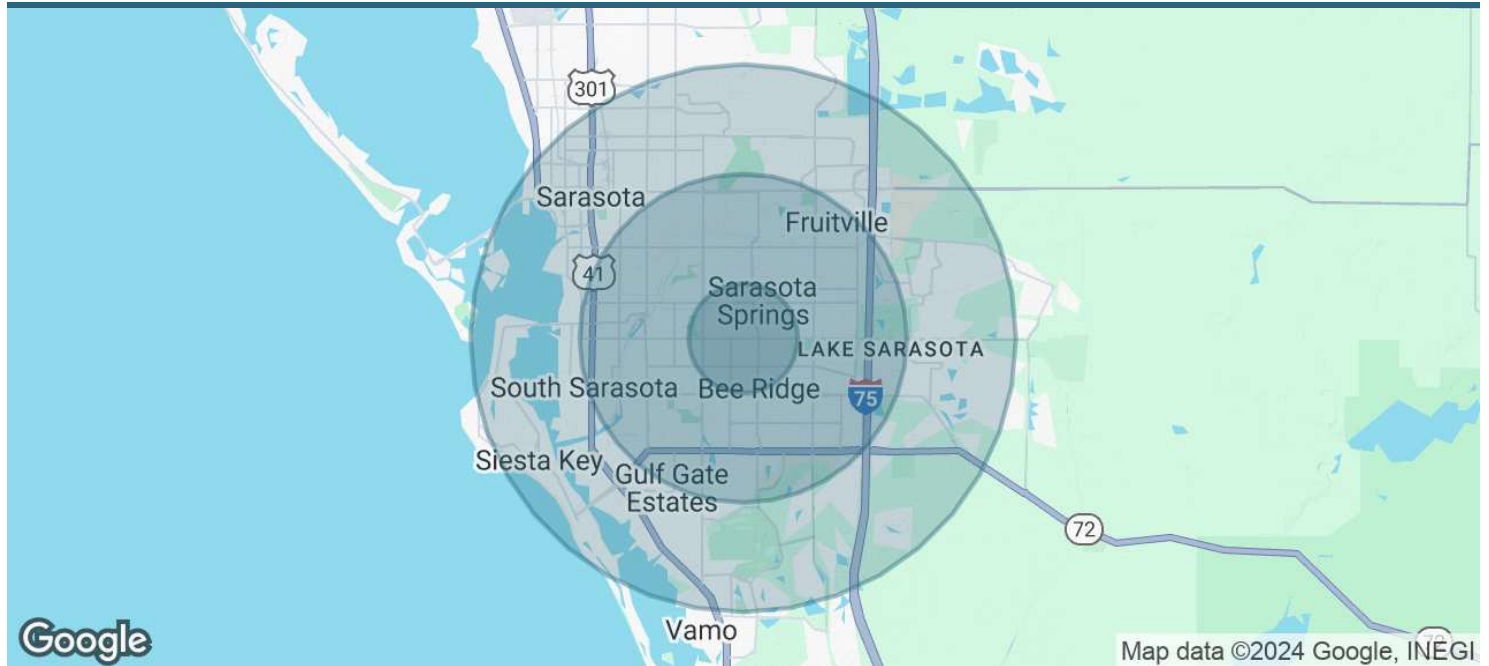 301
Sarasota
Fruitville
41
Sarasota
Springs
LAKE SARASOTA
South Sarasota
Bee Ridge
75
Siesta Key
Gulf Gate
Estates
72
Vamo
Google
Map data ©2024 Google, INEGI